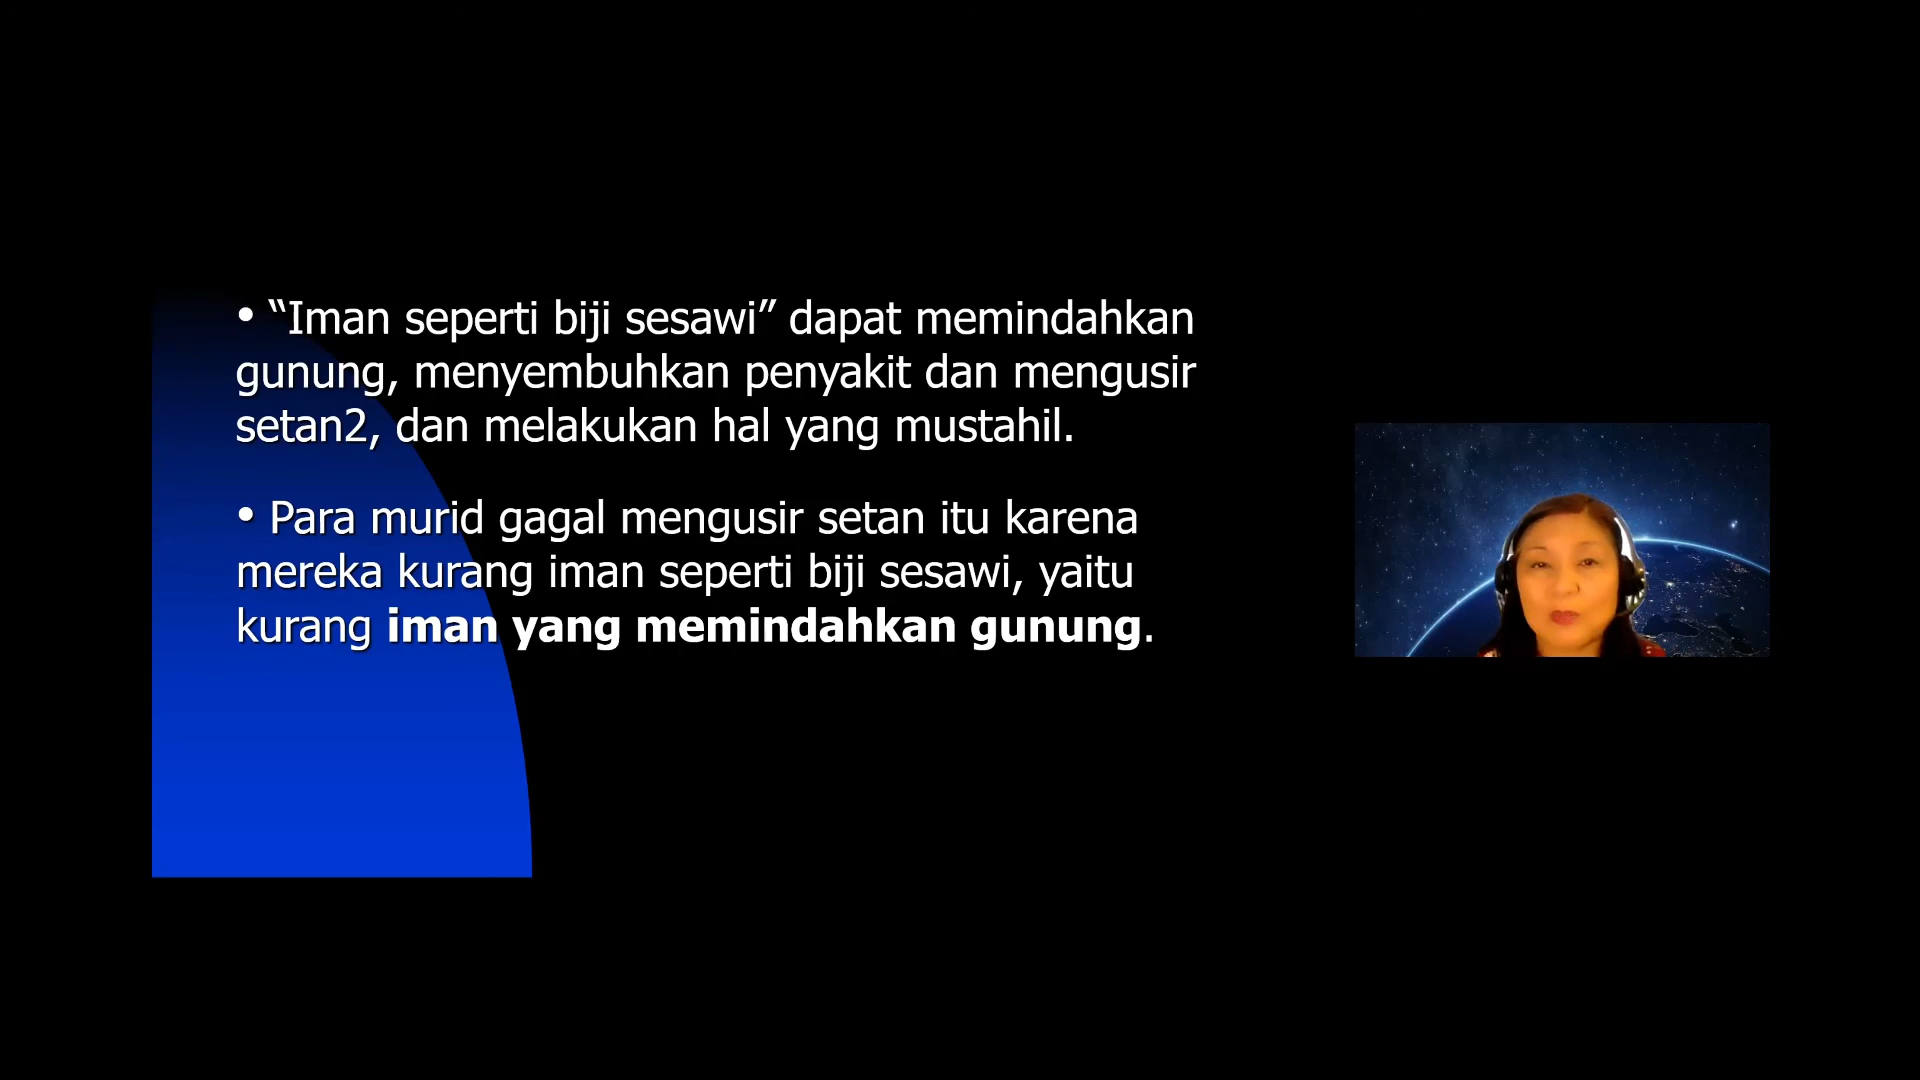 • “Iman seperti biji sesawi” dapat memindahkan
gunung, menyembuhkan penyakit dan mengusir
setan2, dan melakukan hal yang mustahil.
• Para murid gagal mengusir setan itu karena
mereka kurang iman seperti biji sesawi, yaitu
kurang iman yang memindahkan gunung.